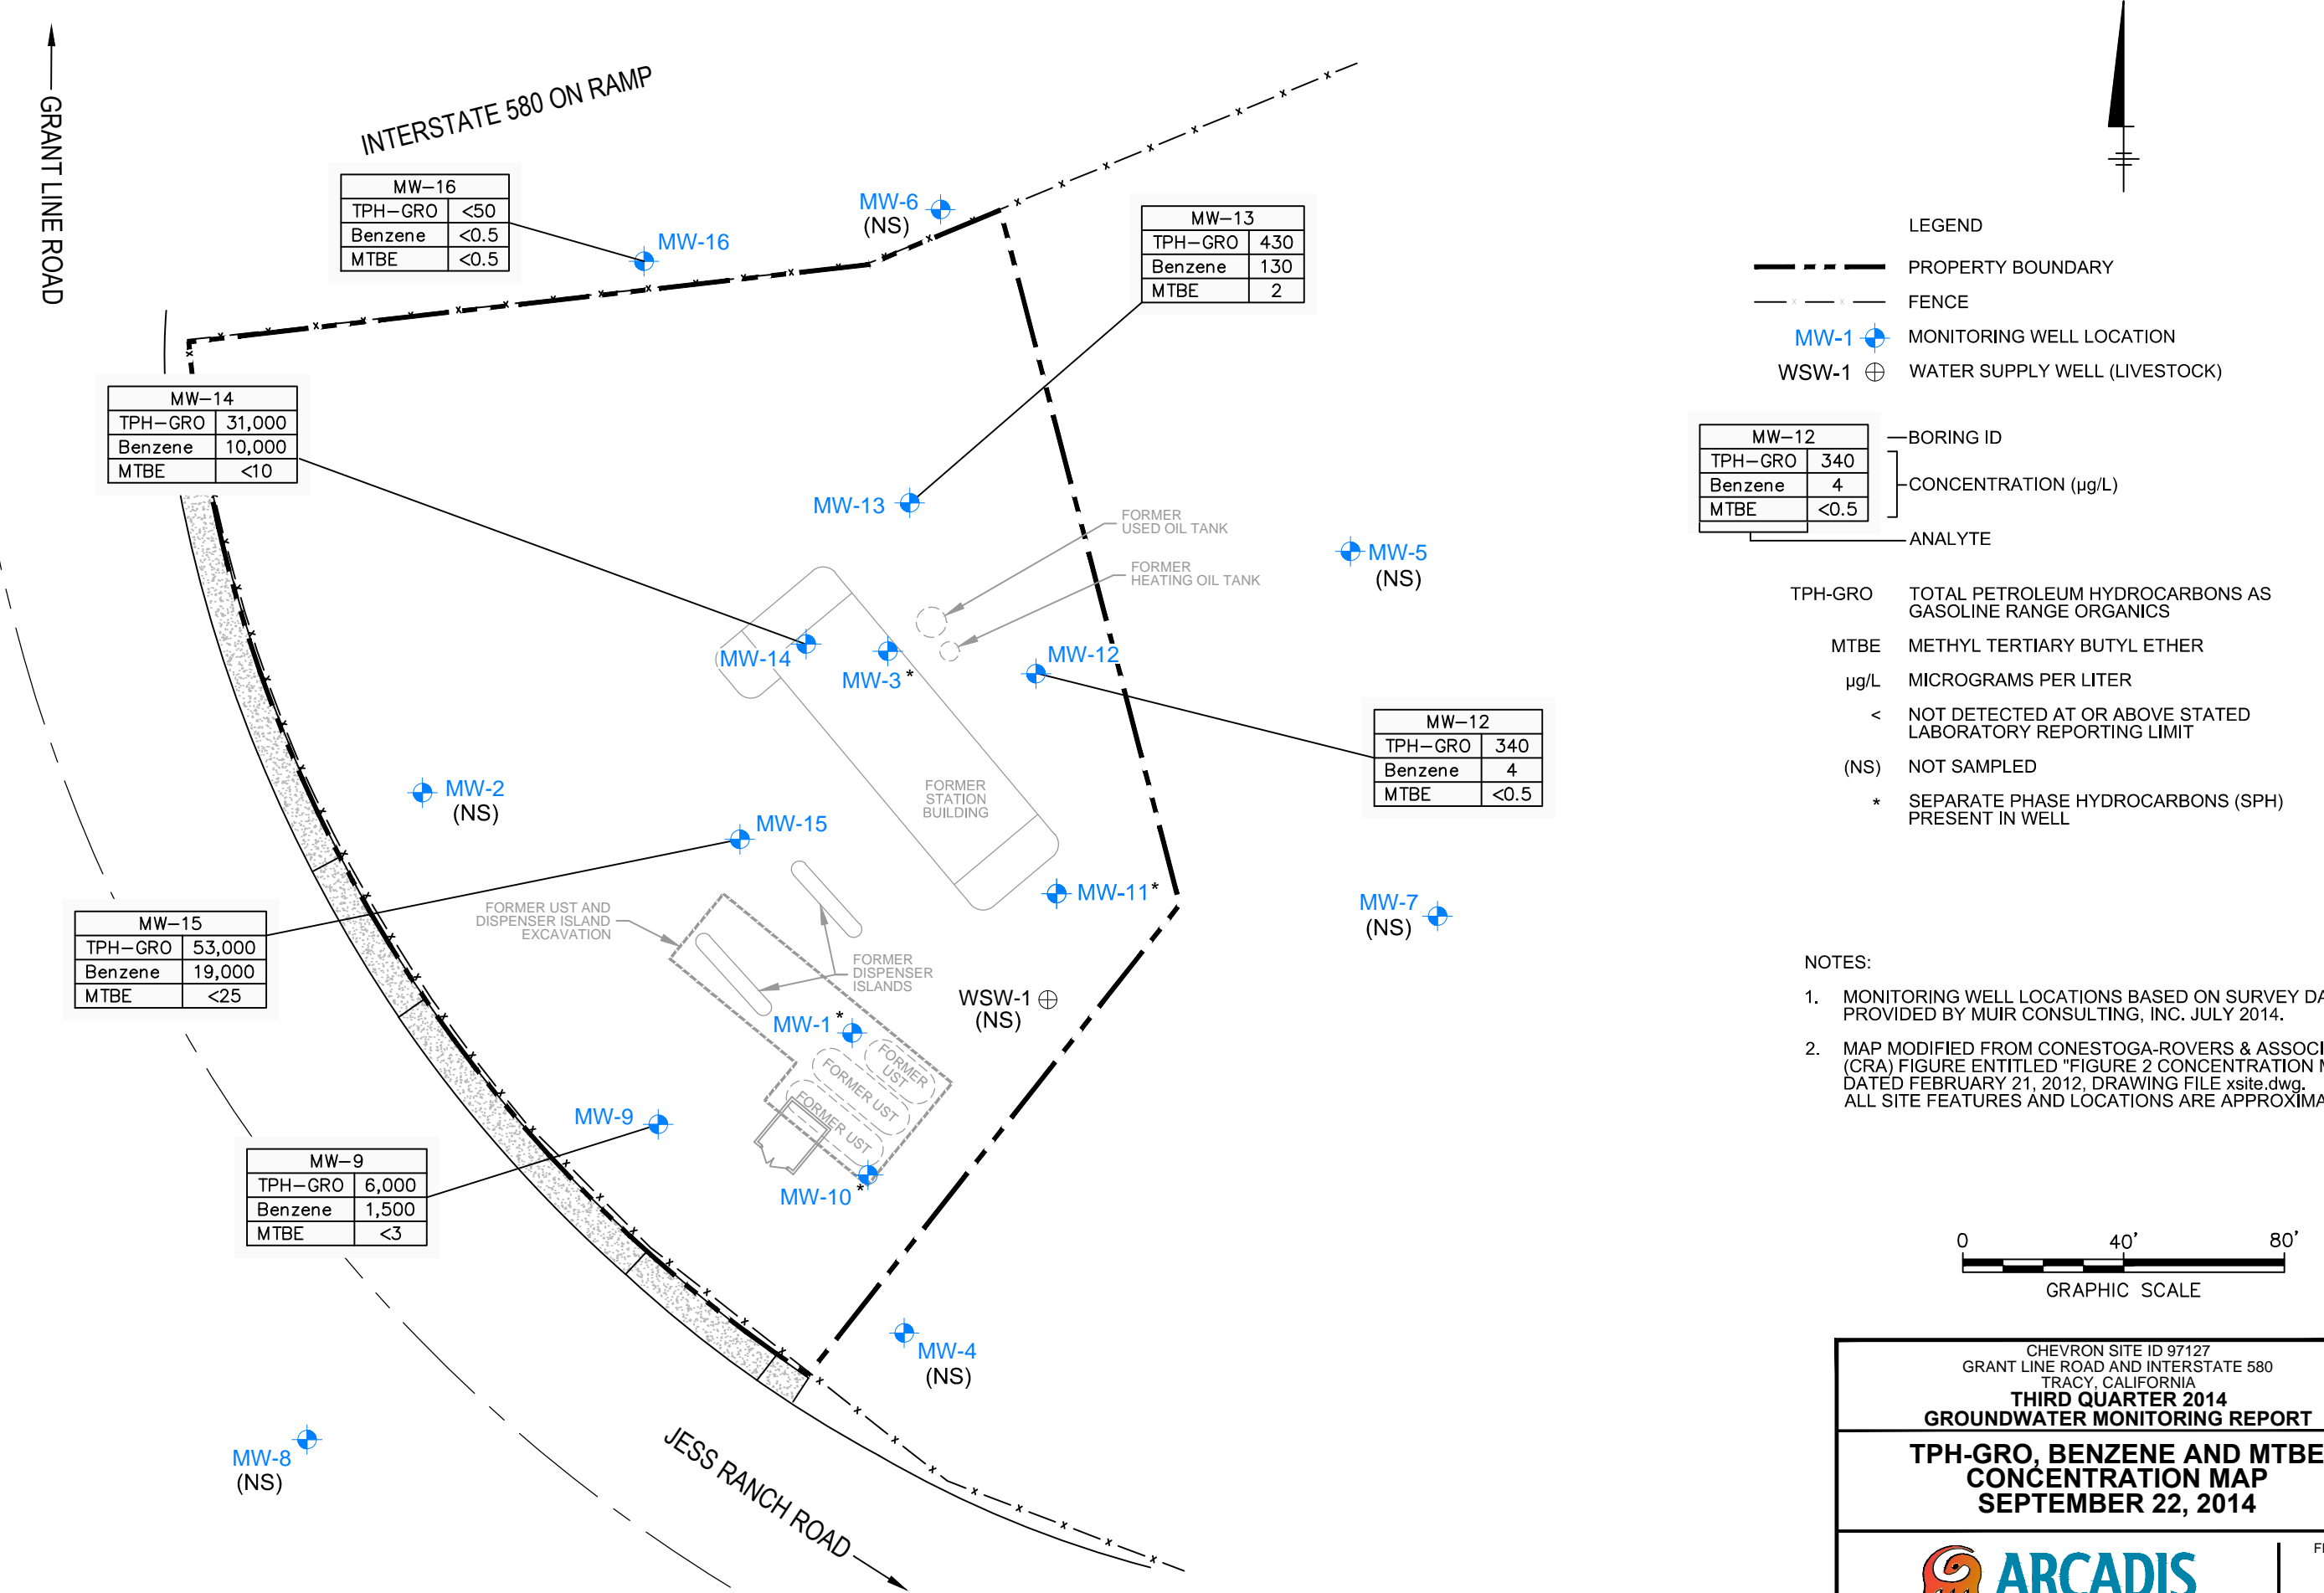 GRANT LINE ROAD
INTERSTATE 580 ON RAMP
MW-16
TPH-GRO <50
Benzene <0.5
MTBE <0.5
MW-16
MW-6
(NS)
MW-13
TPH-GRO 430
Benzene 130
MTBE 2
MW-14
TPH-GRO 31,000
Benzene 10,000
MTBE <10
MW-13
FORMER
USED OIL TANK
FORMER
HEATING OIL TANK
MW-5
(NS)
MW-14
MW-3 *
MW-12
MW-12
TPH-GRO 340
Benzene 4
MTBE <0.5
MW-2
(NS)
FORMER
STATION
BUILDING
MW-15
MW-11*
MW-7
(NS)
MW-15
TPH-GRO 53,000
Benzene 19,000
MTBE <25
FORMER UST AND
DISPENSER ISLAND
EXCAVATION
FORMER
DISPENSER
ISLANDS
WSW-1
(NS)
MW-1 *
FORMER
UST
FORMER UST
FORMER UST
MW-9
MW-9
TPH-GRO 6,000
Benzene 1,500
MTBE <3
MW-10 *
MW-4
(NS)
MW-8
(NS)
JESS RANCH ROAD
LEGEND
PROPERTY BOUNDARY
FENCE
MW-1 MONITORING WELL LOCATION
WSW-1 WATER SUPPLY WELL (LIVESTOCK)
MW-12
TPH-GRO 340
Benzene 4
MTBE <0.5
BORING ID
CONCENTRATION (µg/L)
ANALYTE
TPH-GRO TOTAL PETROLEUM HYDROCARBONS AS
GASOLINE RANGE ORGANICS
MTBE METHYL TERTIARY BUTYL ETHER
µg/L MICROGRAMS PER LITER
< NOT DETECTED AT OR ABOVE STATED
LABORATORY REPORTING LIMIT
(NS) NOT SAMPLED
* SEPARATE PHASE HYDROCARBONS (SPH)
PRESENT IN WELL
NOTES:
1. MONITORING WELL LOCATIONS BASED ON SURVEY DA
PROVIDED BY MUIR CONSULTING, INC. JULY 2014.
2. MAP MODIFIED FROM CONESTOGA-ROVERS & ASSOCI
(CRA) FIGURE ENTITLED "FIGURE 2 CONCENTRATION M
DATED FEBRUARY 21, 2012, DRAWING FILE xsite.dwg.
ALL SITE FEATURES AND LOCATIONS ARE APPROXIMA
0 40' 80'
GRAPHIC SCALE
CHEVRON SITE ID 97127
GRANT LINE ROAD AND INTERSTATE 580
TRACY, CALIFORNIA
THIRD QUARTER 2014
GROUNDWATER MONITORING REPORT
TPH-GRO, BENZENE AND MTBE
CONCENTRATION MAP
SEPTEMBER 22, 2014
ARCADIS